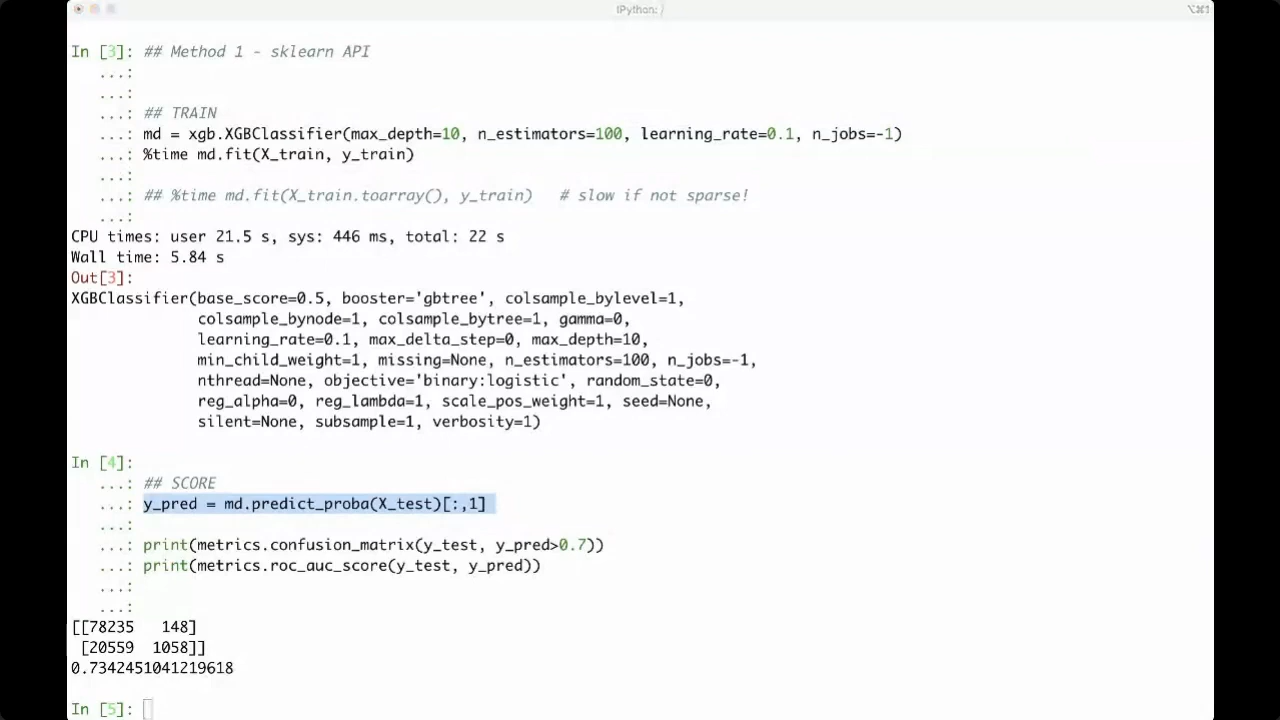 IPython: /
⌥⌘1
In [3]: ## Method 1 - sklearn API
...:
...:
...: ## TRAIN
...: md = xgb.XGBClassifier(max_depth=10, n_estimators=100, learning_rate=0.1, n_jobs=-1)
...: %time md.fit(X_train, y_train)
...:
...: ## %time md.fit(X_train.toarray(), y_train)   # slow if not sparse!
...:
CPU times: user 21.5 s, sys: 446 ms, total: 22 s
Wall time: 5.84 s
Out[3]:
XGBClassifier(base_score=0.5, booster='gbtree', colsample_bylevel=1,
colsample_bynode=1, colsample_bytree=1, gamma=0,
learning_rate=0.1, max_delta_step=0, max_depth=10,
min_child_weight=1, missing=None, n_estimators=100, n_jobs=-1,
nthread=None, objective='binary:logistic', random_state=0,
reg_alpha=0, reg_lambda=1, scale_pos_weight=1, seed=None,
silent=None, subsample=1, verbosity=1)
In [4]:
...: ## SCORE
...: y_pred = md.predict_proba(X_test)[:,1]
...:
...: print(metrics.confusion_matrix(y_test, y_pred>0.7))
...: print(metrics.roc_auc_score(y_test, y_pred))
...:
...:
[[78235   148]
[20559  1058]]
0.7342451041219618
In [5]: